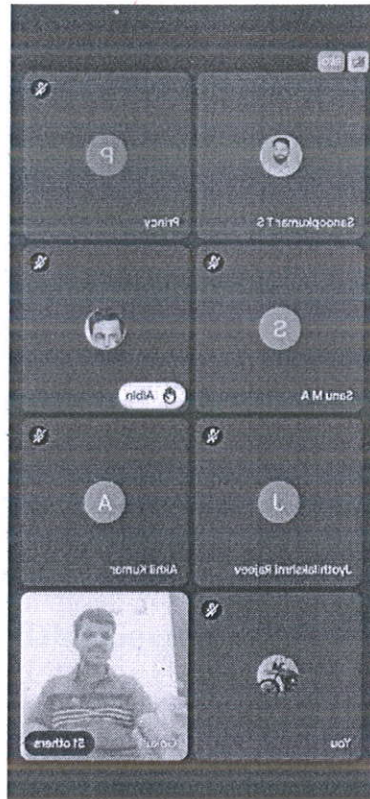 P
Princy
Sanoopkumar T S
Albin
S
Sanu M A
A
Akhil Kumar
J
Jyothilakshmi Rajeev
51 others
You